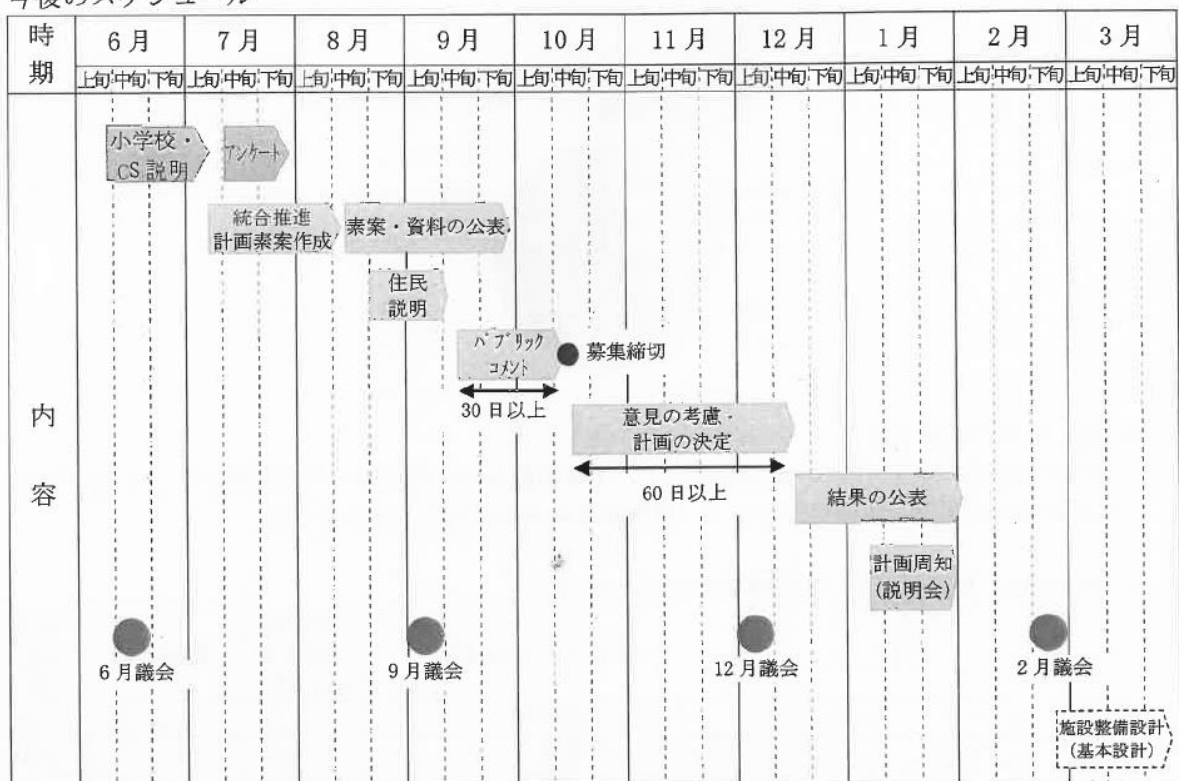 今後のスケジュール
時期
6月 7月 8月 9月 10月 11月 12月 1月 2月 3月
上旬 中旬 下旬 上旬 中旬 下旬 上旬 中旬 下旬 上旬 中旬 下旬 上旬 中旬 下旬 上旬 中旬 下旬 上旬 中旬 下旬 上旬 中旬 下旬 上旬 中旬 下旬 上旬 中旬 下旬
内容
小学校・
CS説明
アンケート
統合推進
計画素案作成
素案・資料の公表
住民
説明
パブリック
コメント
募集締切
30日以上
意見の考慮・
計画の決定
60日以上
結果の公表
計画周知
(説明会)
6月議会
9月議会
12月議会
2月議会
施設整備設計
(基本設計)